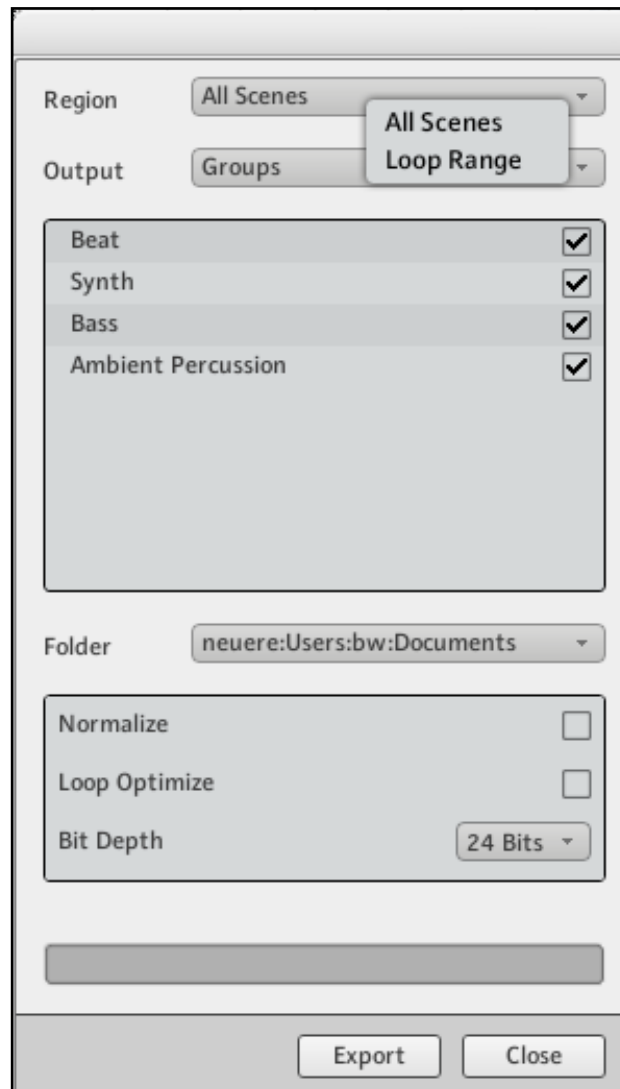 Region All Scenes
All Scenes
Loop Range
Output Groups
Beat
Synth
Bass
Ambient Percussion
Folder neuere:Users:bw:Documents
Normalize
Loop Optimize
Bit Depth 24 Bits
Export Close